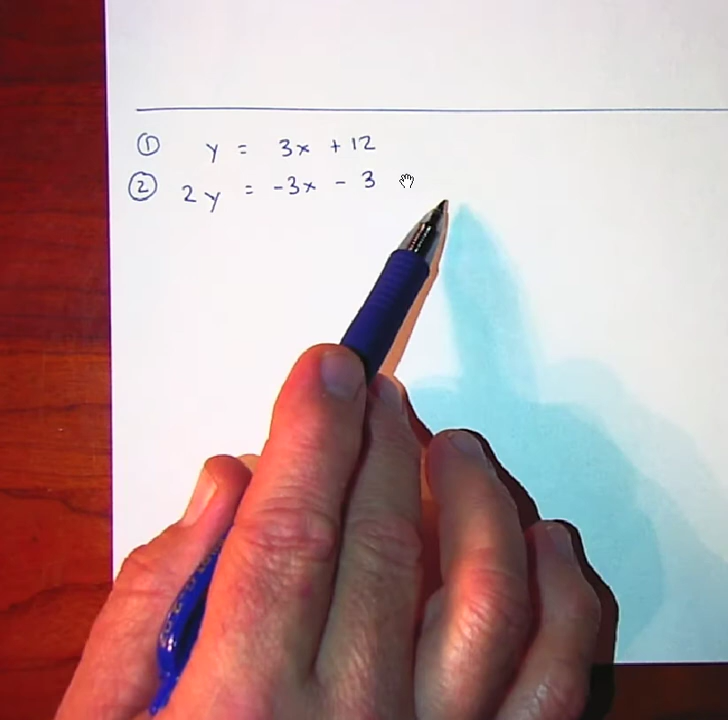 ① y = 3x + 12
② 2y = -3x - 3